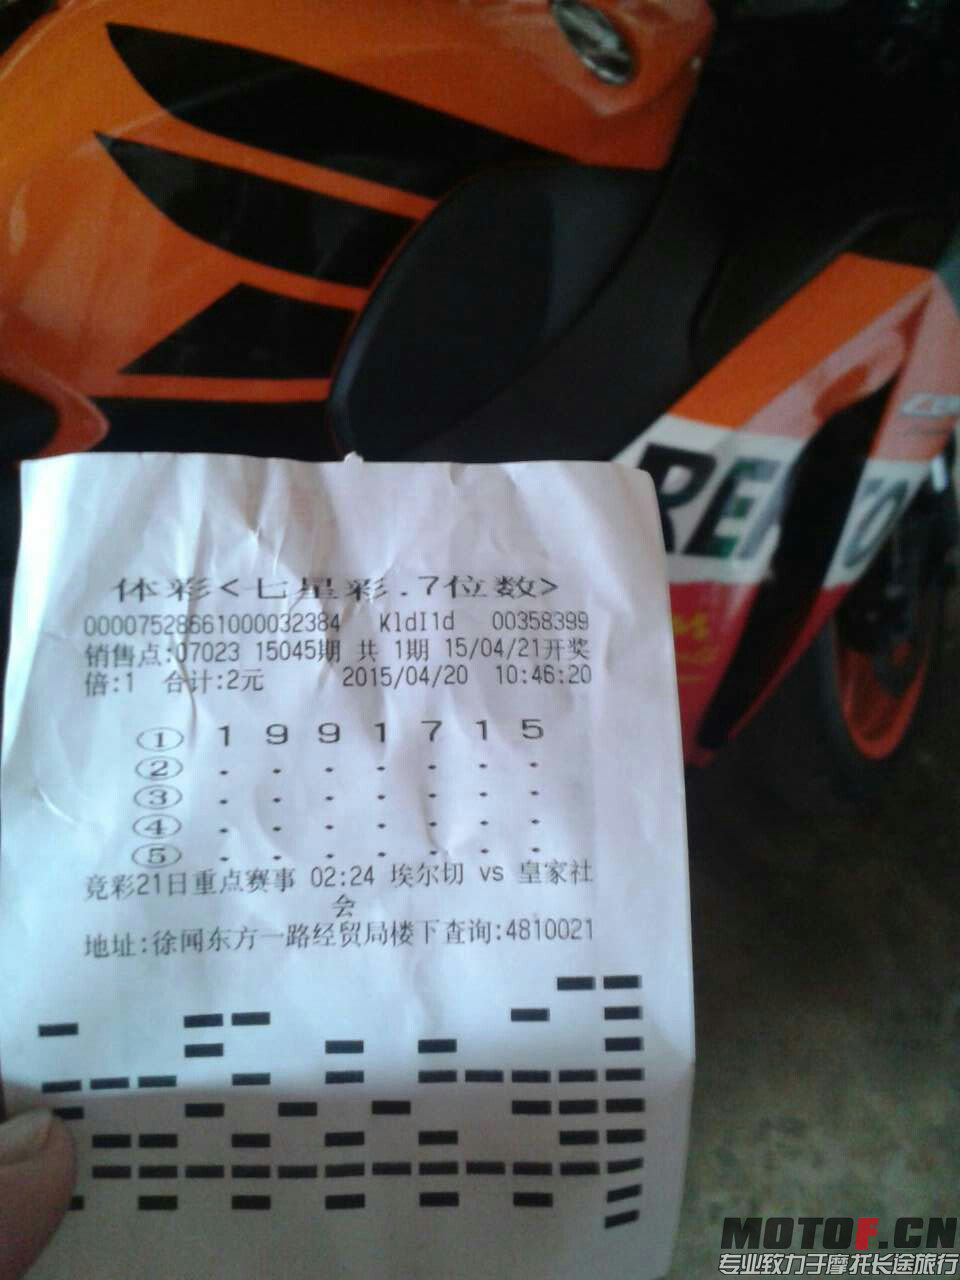 体彩<七星彩.7位数>
00007528661000032384 KldI1d 00358399
销售点:07023 15045期 共 1期 15/04/21开奖
倍:1 合计:2元 2015/04/20 10:46:20
① 1 9 9 1 7 1 5
② · · · · · · ·
③ · · · · · · ·
④ · · · · · · ·
⑤ · · · · · · ·
竞彩21日重点赛事 02:24 埃尔切 vs 皇家社
会
地址:徐闻东方一路经贸局楼下查询:4810021
MOTOF.CN
专业致力于摩托长途旅行